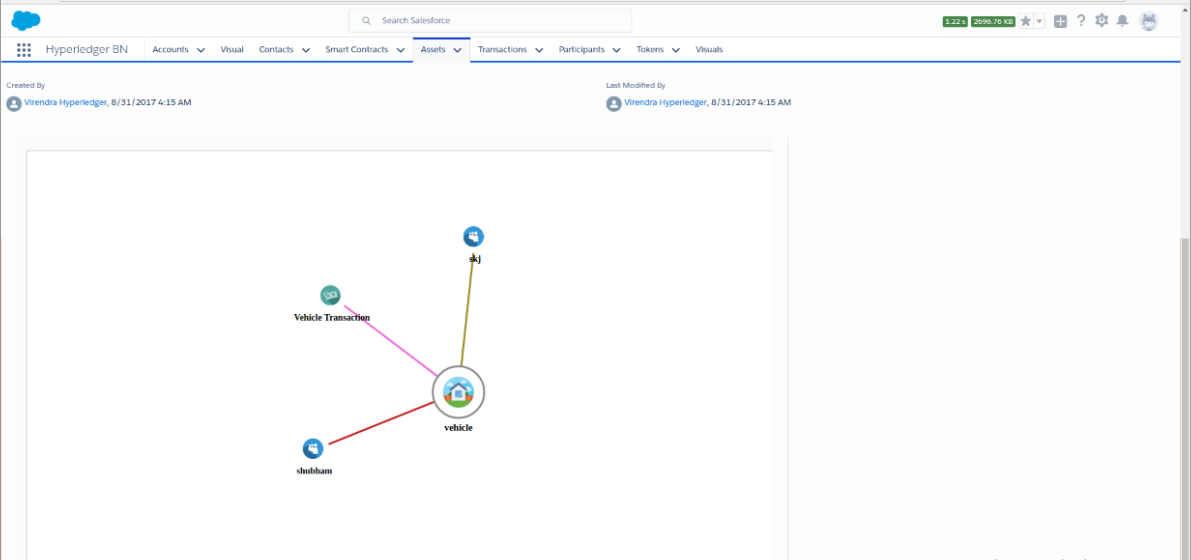 Search Salesforce
1.22 s 2696.76 KB
Hyperledger BN Accounts Visual Contacts Smart Contracts Assets Transactions Participants Tokens Visuals
Created By Last Modified By
Virendra Hyperledger, 8/31/2017 4:15 AM Virendra Hyperledger, 8/31/2017 4:15 AM
skj
Vehicle Transaction
vehicle
shubham